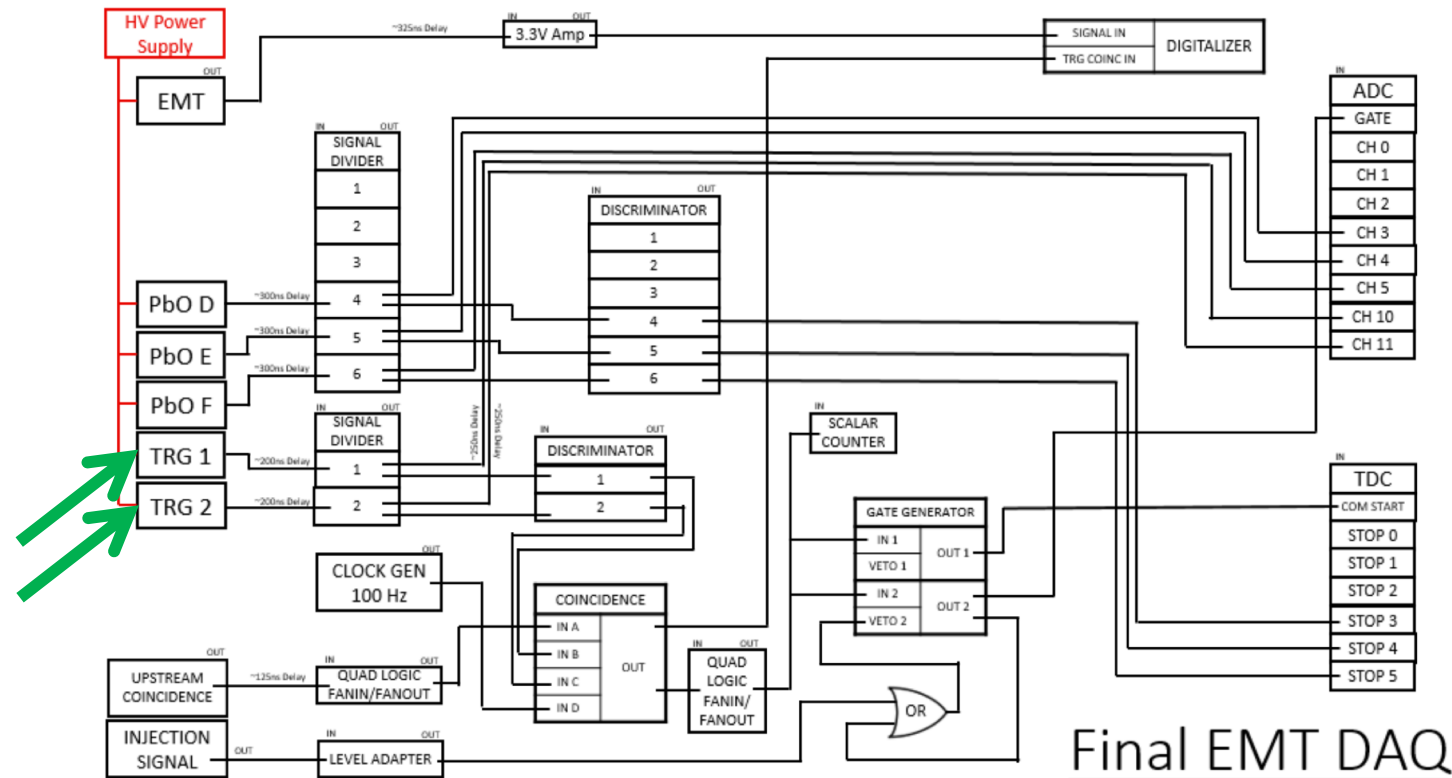 HV Power
Supply
OUT
EMT
~325ns Delay
IN OUT
3.3V Amp
SIGNAL IN
TRG COINC IN
DIGITALIZER
IN
ADC
GATE
CH 0
CH 1
CH 2
CH 3
CH 4
CH 5
CH 10
CH 11
IN OUT
SIGNAL
DIVIDER
1
2
3
4
5
6
IN OUT
DISCRIMINATOR
1
2
3
4
5
6
PbO D
~300ns Delay
PbO E
~300ns Delay
PbO F
~300ns Delay
TRG 1
~200ns Delay
TRG 2
~200ns Delay
IN OUT
SIGNAL
DIVIDER
1
2
~250ns Delay
~250ns Delay
IN OUT
DISCRIMINATOR
1
2
IN
SCALAR
COUNTER
GATE GENERATOR
IN 1
VETO 1
OUT 1
IN 2
VETO 2
OUT 2
IN
TDC
COM START
STOP 0
STOP 1
STOP 2
STOP 3
STOP 4
STOP 5
OUT
CLOCK GEN
100 Hz
COINCIDENCE
IN A
IN B
IN C
IN D
OUT
IN OUT
QUAD
LOGIC
FANIN/
FANOUT
OUT
UPSTREAM
COINCIDENCE
~125ns Delay
IN OUT
QUAD LOGIC
FANIN/FANOUT
INJECTION
SIGNAL
OUT
IN OUT
LEVEL ADAPTER
OR
Final EMT DAQ